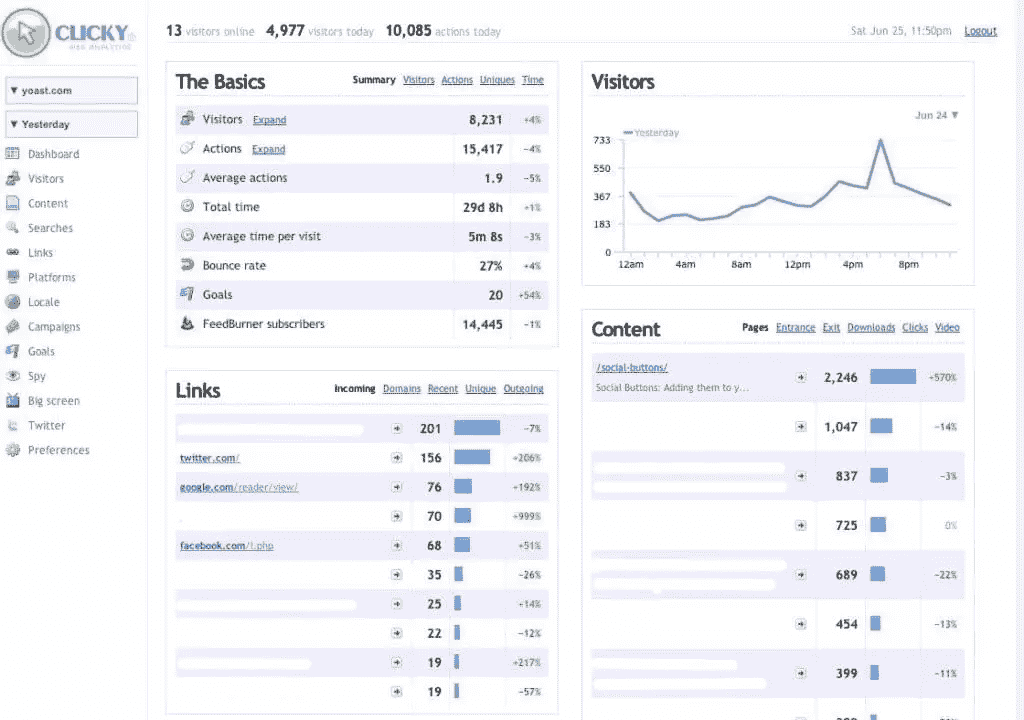 CLICKY®
WEB ANALYTICS
13 visitors online 4,977 visitors today 10,085 actions today
Sat Jun 25, 11:50pm Logout
▼ yoast.com
▼ Yesterday
Dashboard
Visitors
Content
Searches
Links
Platforms
Locale
Campaigns
Goals
Spy
Big screen
Twitter
Preferences
The Basics Summary Visitors Actions Uniques Time
Visitors Expand 8,231 +4%
Actions Expand 15,417 -4%
Average actions 1.9 -5%
Total time 29d 8h +1%
Average time per visit 5m 8s -3%
Bounce rate 27% +4%
Goals 20 +54%
FeedBurner subscribers 14,445 -1%
Links Incoming Domains Recent Unique Outgoing
201 -7%
twitter.com/ 156 +206%
google.com/reader/view/ 76 +192%
70 +999%
facebook.com/l.php 68 +51%
35 -26%
25 +14%
22 -12%
19 +217%
19 -57%
Visitors
Jun 24 ▼
Yesterday
733
550
367
183
0
12am 4am 8am 12pm 4pm 8pm
Content Pages Entrance Exit Downloads Clicks Video
/social-buttons/ 2,246 +570%
Social Buttons: Adding them to y...
1,047 -14%
837 -3%
725 0%
689 -22%
454 -13%
399 -11%